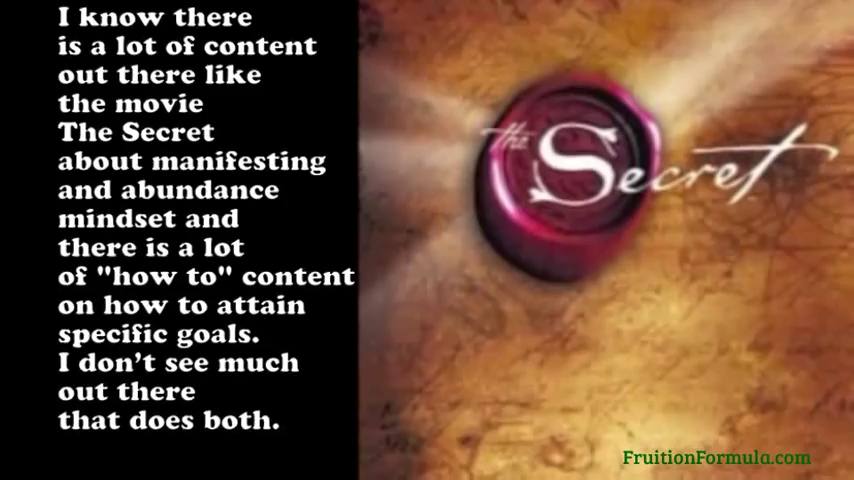 I know there
is a lot of content
out there like
the movie
The Secret
about manifesting
and abundance
mindset and
there is a lot
of "how to" content
on how to attain
specific goals.
I don't see much
out there
that does both.
the Secret
FruitionFormula.com